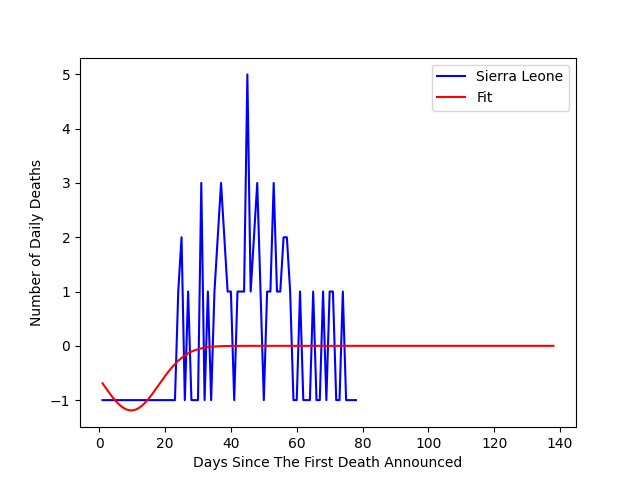 Sierra Leone
Fit
Number of Daily Deaths
5
4
3
2
1
0
−1
0 20 40 60 80 100 120 140
Days Since The First Death Announced